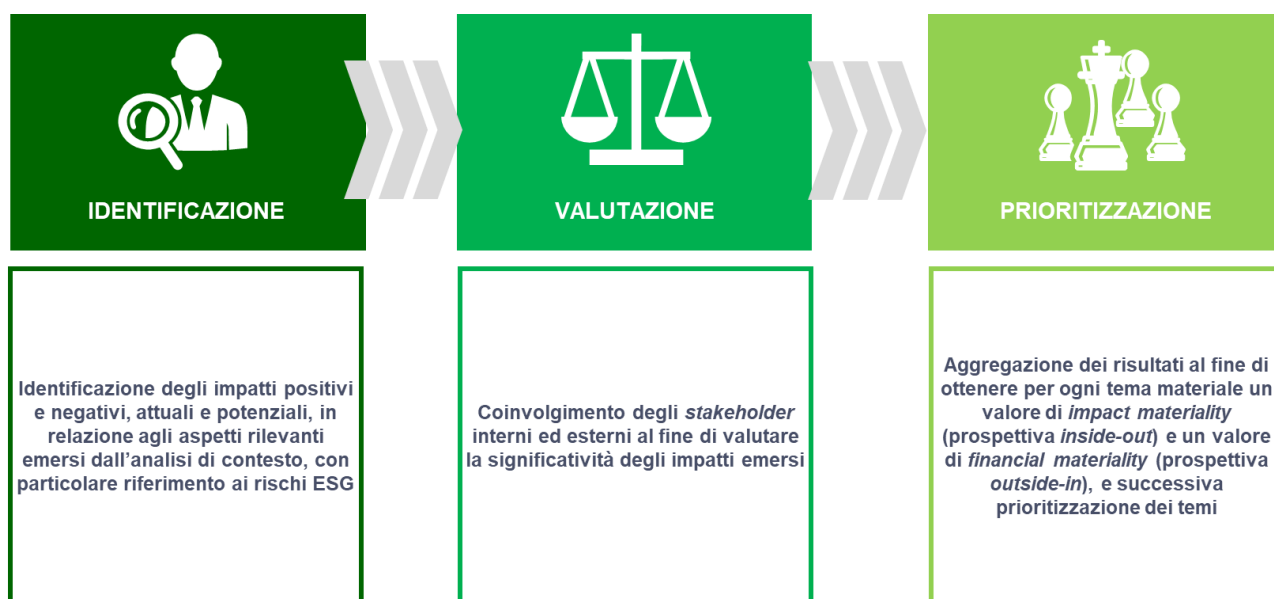 IDENTIFICAZIONE
VALUTAZIONE
PRIORITIZZAZIONE
Identificazione degli impatti positivi
e negativi, attuali e potenziali, in
relazione agli aspetti rilevanti
emersi dall’analisi di contesto, con
particolare riferimento ai rischi ESG
Coinvolgimento degli stakeholder
interni ed esterni al fine di valutare
la significatività degli impatti emersi
Aggregazione dei risultati al fine di
ottenere per ogni tema materiale un
valore di impact materiality
(prospettiva inside-out) e un valore
di financial materiality (prospettiva
outside-in), e successiva
prioritizzazione dei temi